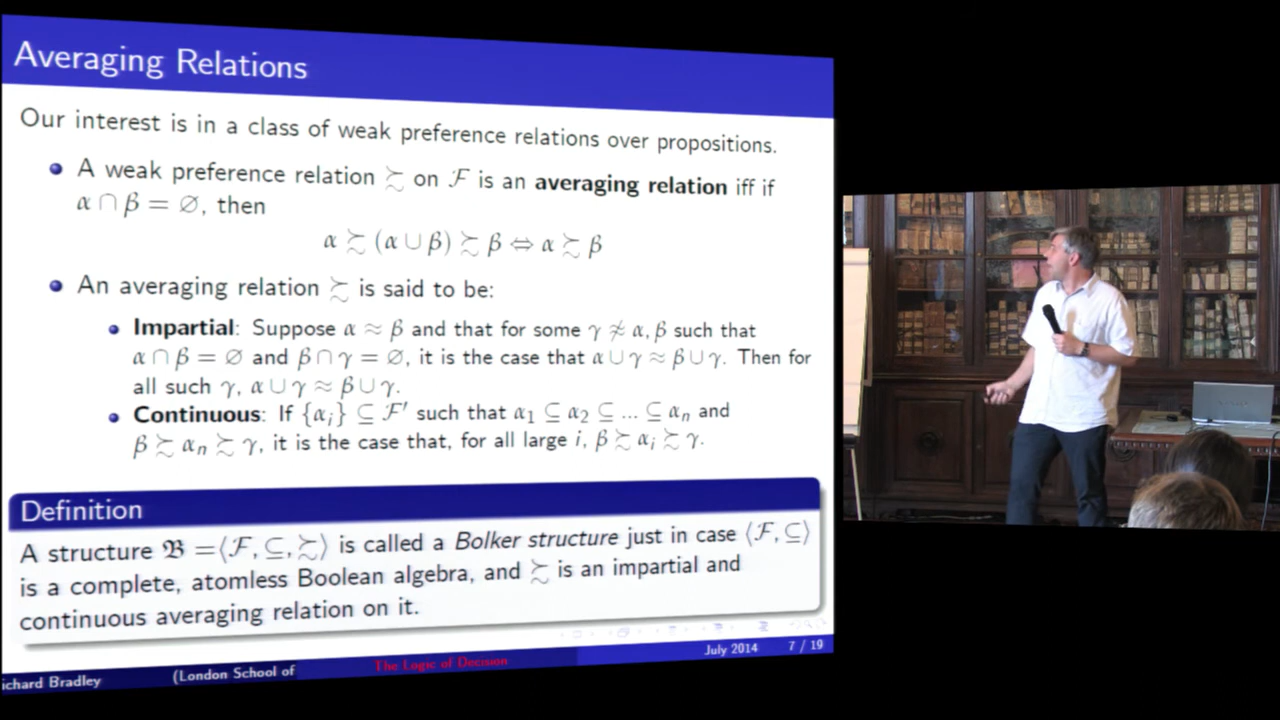 Averaging Relations
Our interest is in a class of weak preference relations over propositions.
A weak preference relation ≿ on ℱ is an averaging relation iff if
α ∩ β = ∅, then
α ≿ (α ∪ β) ≿ β ⇔ α ≿ β
An averaging relation ≿ is said to be:
Impartial: Suppose α ≈ β and that for some γ ≉ α, β such that
α ∩ β = ∅ and β ∩ γ = ∅, it is the case that α ∪ γ ≈ β ∪ γ. Then for
all such γ, α ∪ γ ≈ β ∪ γ.
Continuous: If {αᵢ} ⊆ ℱ′ such that α₁ ⊆ α₂ ⊆ ... ⊆ αₙ and
β ≿ αₙ ≿ γ, it is the case that, for all large i, β ≿ αᵢ ≿ γ.
Definition
A structure 𝔅 =⟨ℱ, ⊆, ≿⟩ is called a Bolker structure just in case ⟨ℱ, ⊆⟩
is a complete, atomless Boolean algebra, and ≿ is an impartial and
continuous averaging relation on it.
ichard Bradley (London School of The Logic of Decision July 2014 7 / 19